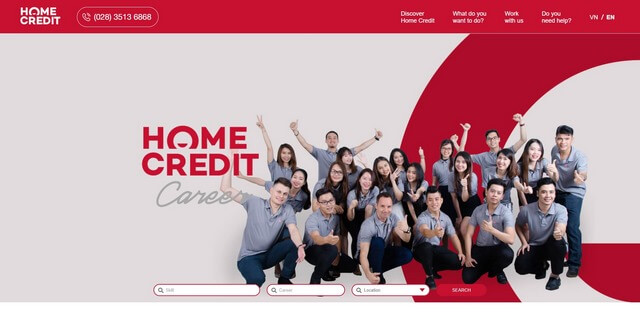 HOME
CREDIT
(028) 3513 6868
Discover
Home Credit
What do you
want to do?
Work
with us
Do you
need help?
VN / EN
HOME
CREDIT
Career
Skill
Career
Location
SEARCH